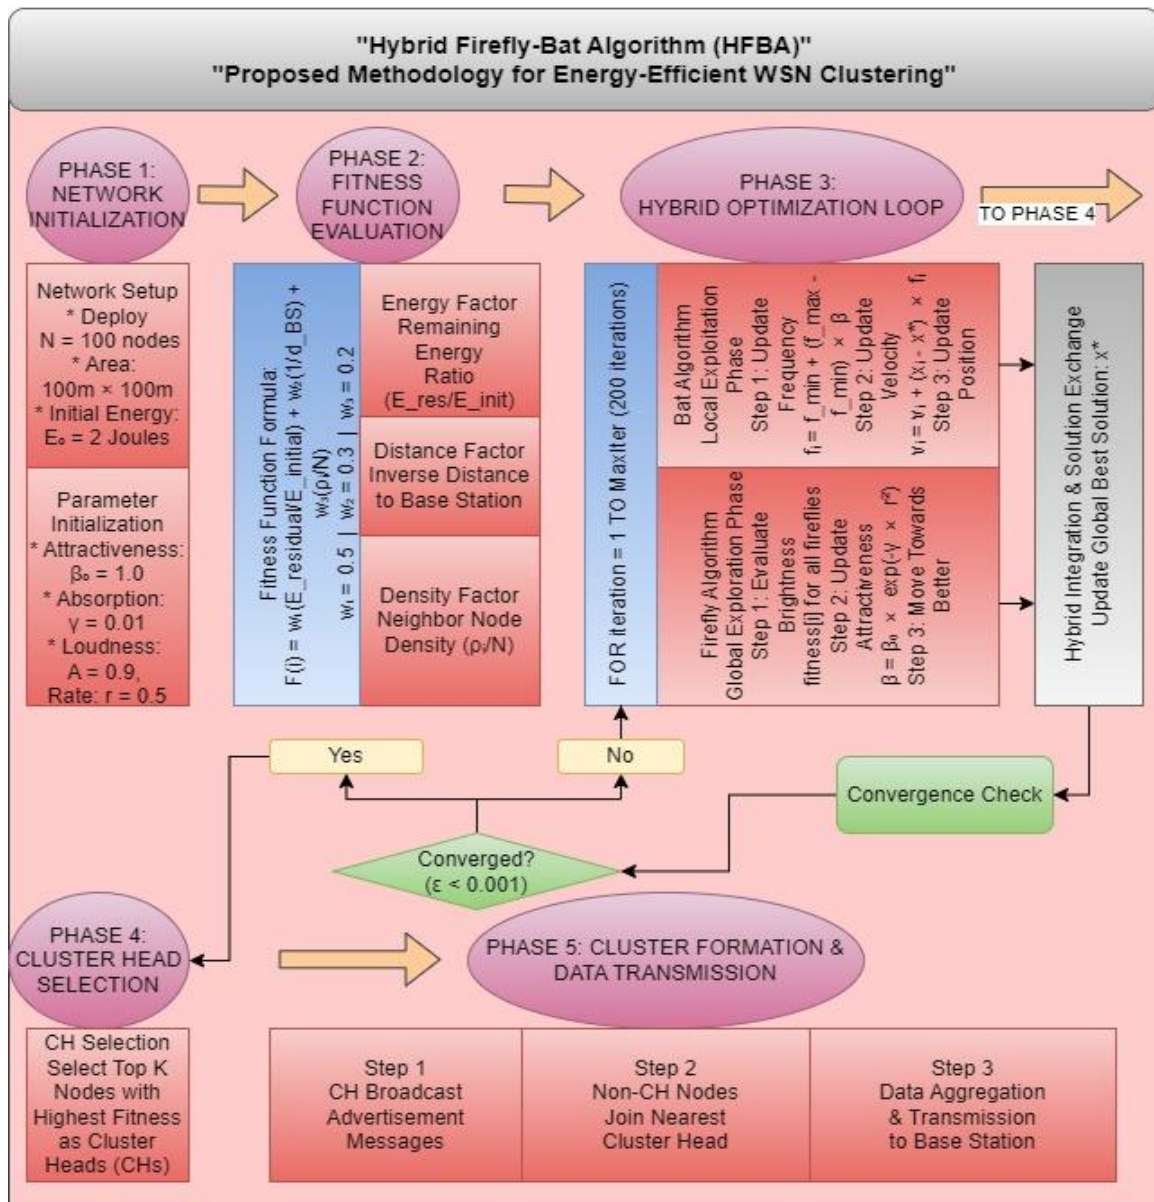 "Hybrid Firefly-Bat Algorithm (HFBA)"
"Proposed Methodology for Energy-Efficient WSN Clustering"
PHASE 1:
NETWORK
INITIALIZATION
PHASE 2:
FITNESS
FUNCTION
EVALUATION
PHASE 3:
HYBRID OPTIMIZATION LOOP
TO PHASE 4
Network Setup
* Deploy
N = 100 nodes
* Area:
100m × 100m
* Initial Energy:
E₀ = 2 Joules
Parameter
Initialization
* Attractiveness:
β₀ = 1.0
* Absorption:
γ = 0.01
* Loudness:
A = 0.9,
Rate: r = 0.5
Fitness Function Formula:
F(i) = w₁(E_residual/E_initial) + w₂(1/d_BS) +
w₃(ρᵢ/N)
w₁ = 0.5 | w₂ = 0.3 | w₃ = 0.2
Energy Factor
Remaining
Energy
Ratio
(E_res/E_init)
Distance Factor
Inverse Distance
to Base Station
Density Factor
Neighbor Node
Density (ρᵢ/N)
FOR iteration = 1 TO MaxIter (200 iterations)
Bat Algorithm
Local Exploitation
Phase
Step 1: Update
Frequency
fᵢ = f_min + (f_max -
f_min) × β
Step 2: Update
Velocity
vᵢ = vᵢ + (xᵢ - x*) × fᵢ
Step 3: Update
Position
Firefly Algorithm
Global Exploration Phase
Step 1: Evaluate
Brightness
fitness[i] for all fireflies
Step 2: Update
Attractiveness
β = β₀ × exp(-γ × r²)
Step 3: Move Towards
Better
Hybrid Integration & Solution Exchange
Update Global Best Solution: x*
Yes
No
Convergence Check
Converged?
(ε < 0.001)
PHASE 4:
CLUSTER HEAD
SELECTION
PHASE 5: CLUSTER FORMATION &
DATA TRANSMISSION
CH Selection
Select Top K
Nodes with
Highest Fitness
as Cluster
Heads (CHs)
Step 1
CH Broadcast
Advertisement
Messages
Step 2
Non-CH Nodes
Join Nearest
Cluster Head
Step 3
Data Aggregation
& Transmission
to Base Station